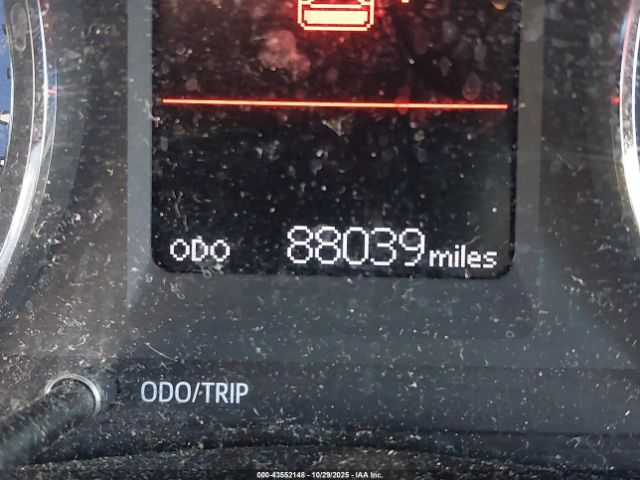 ODO 88039 miles
ODO/TRIP
000-43552148 - 10/29/2025 - IAA Inc.